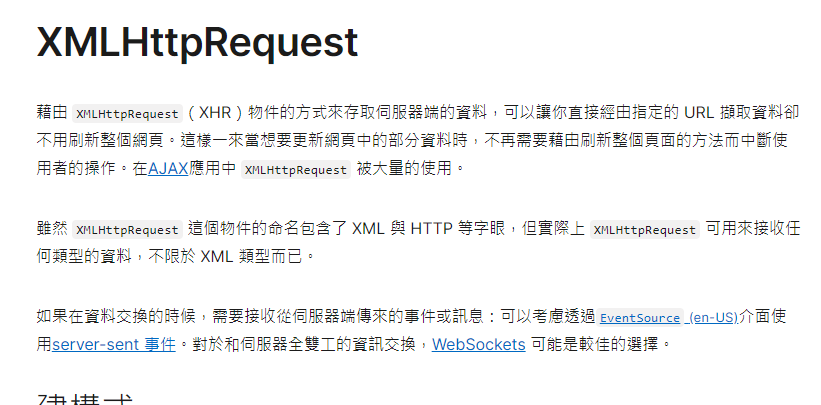 XMLHttpRequest
藉由 XMLHttpRequest ( XHR ) 物件的方式來存取伺服器端的資料，可以讓你直接經由指定的 URL 擷取資料卻
不用刷新整個網頁。這樣一來當想要更新網頁中的部分資料時，不再需要藉由刷新整個頁面的方法而中斷使
用者的操作。在AJAX應用中 XMLHttpRequest 被大量的使用。
雖然 XMLHttpRequest 這個物件的命名包含了 XML 與 HTTP 等字眼，但實際上 XMLHttpRequest 可用來接收任
何類型的資料，不限於 XML 類型而已。
如果在資料交換的時候，需要接收從伺服器端傳來的事件或訊息：可以考慮透過 EventSource (en-US)介面使
用server-sent 事件。對於和伺服器全雙工的資訊交換，WebSockets 可能是較佳的選擇。
建構式